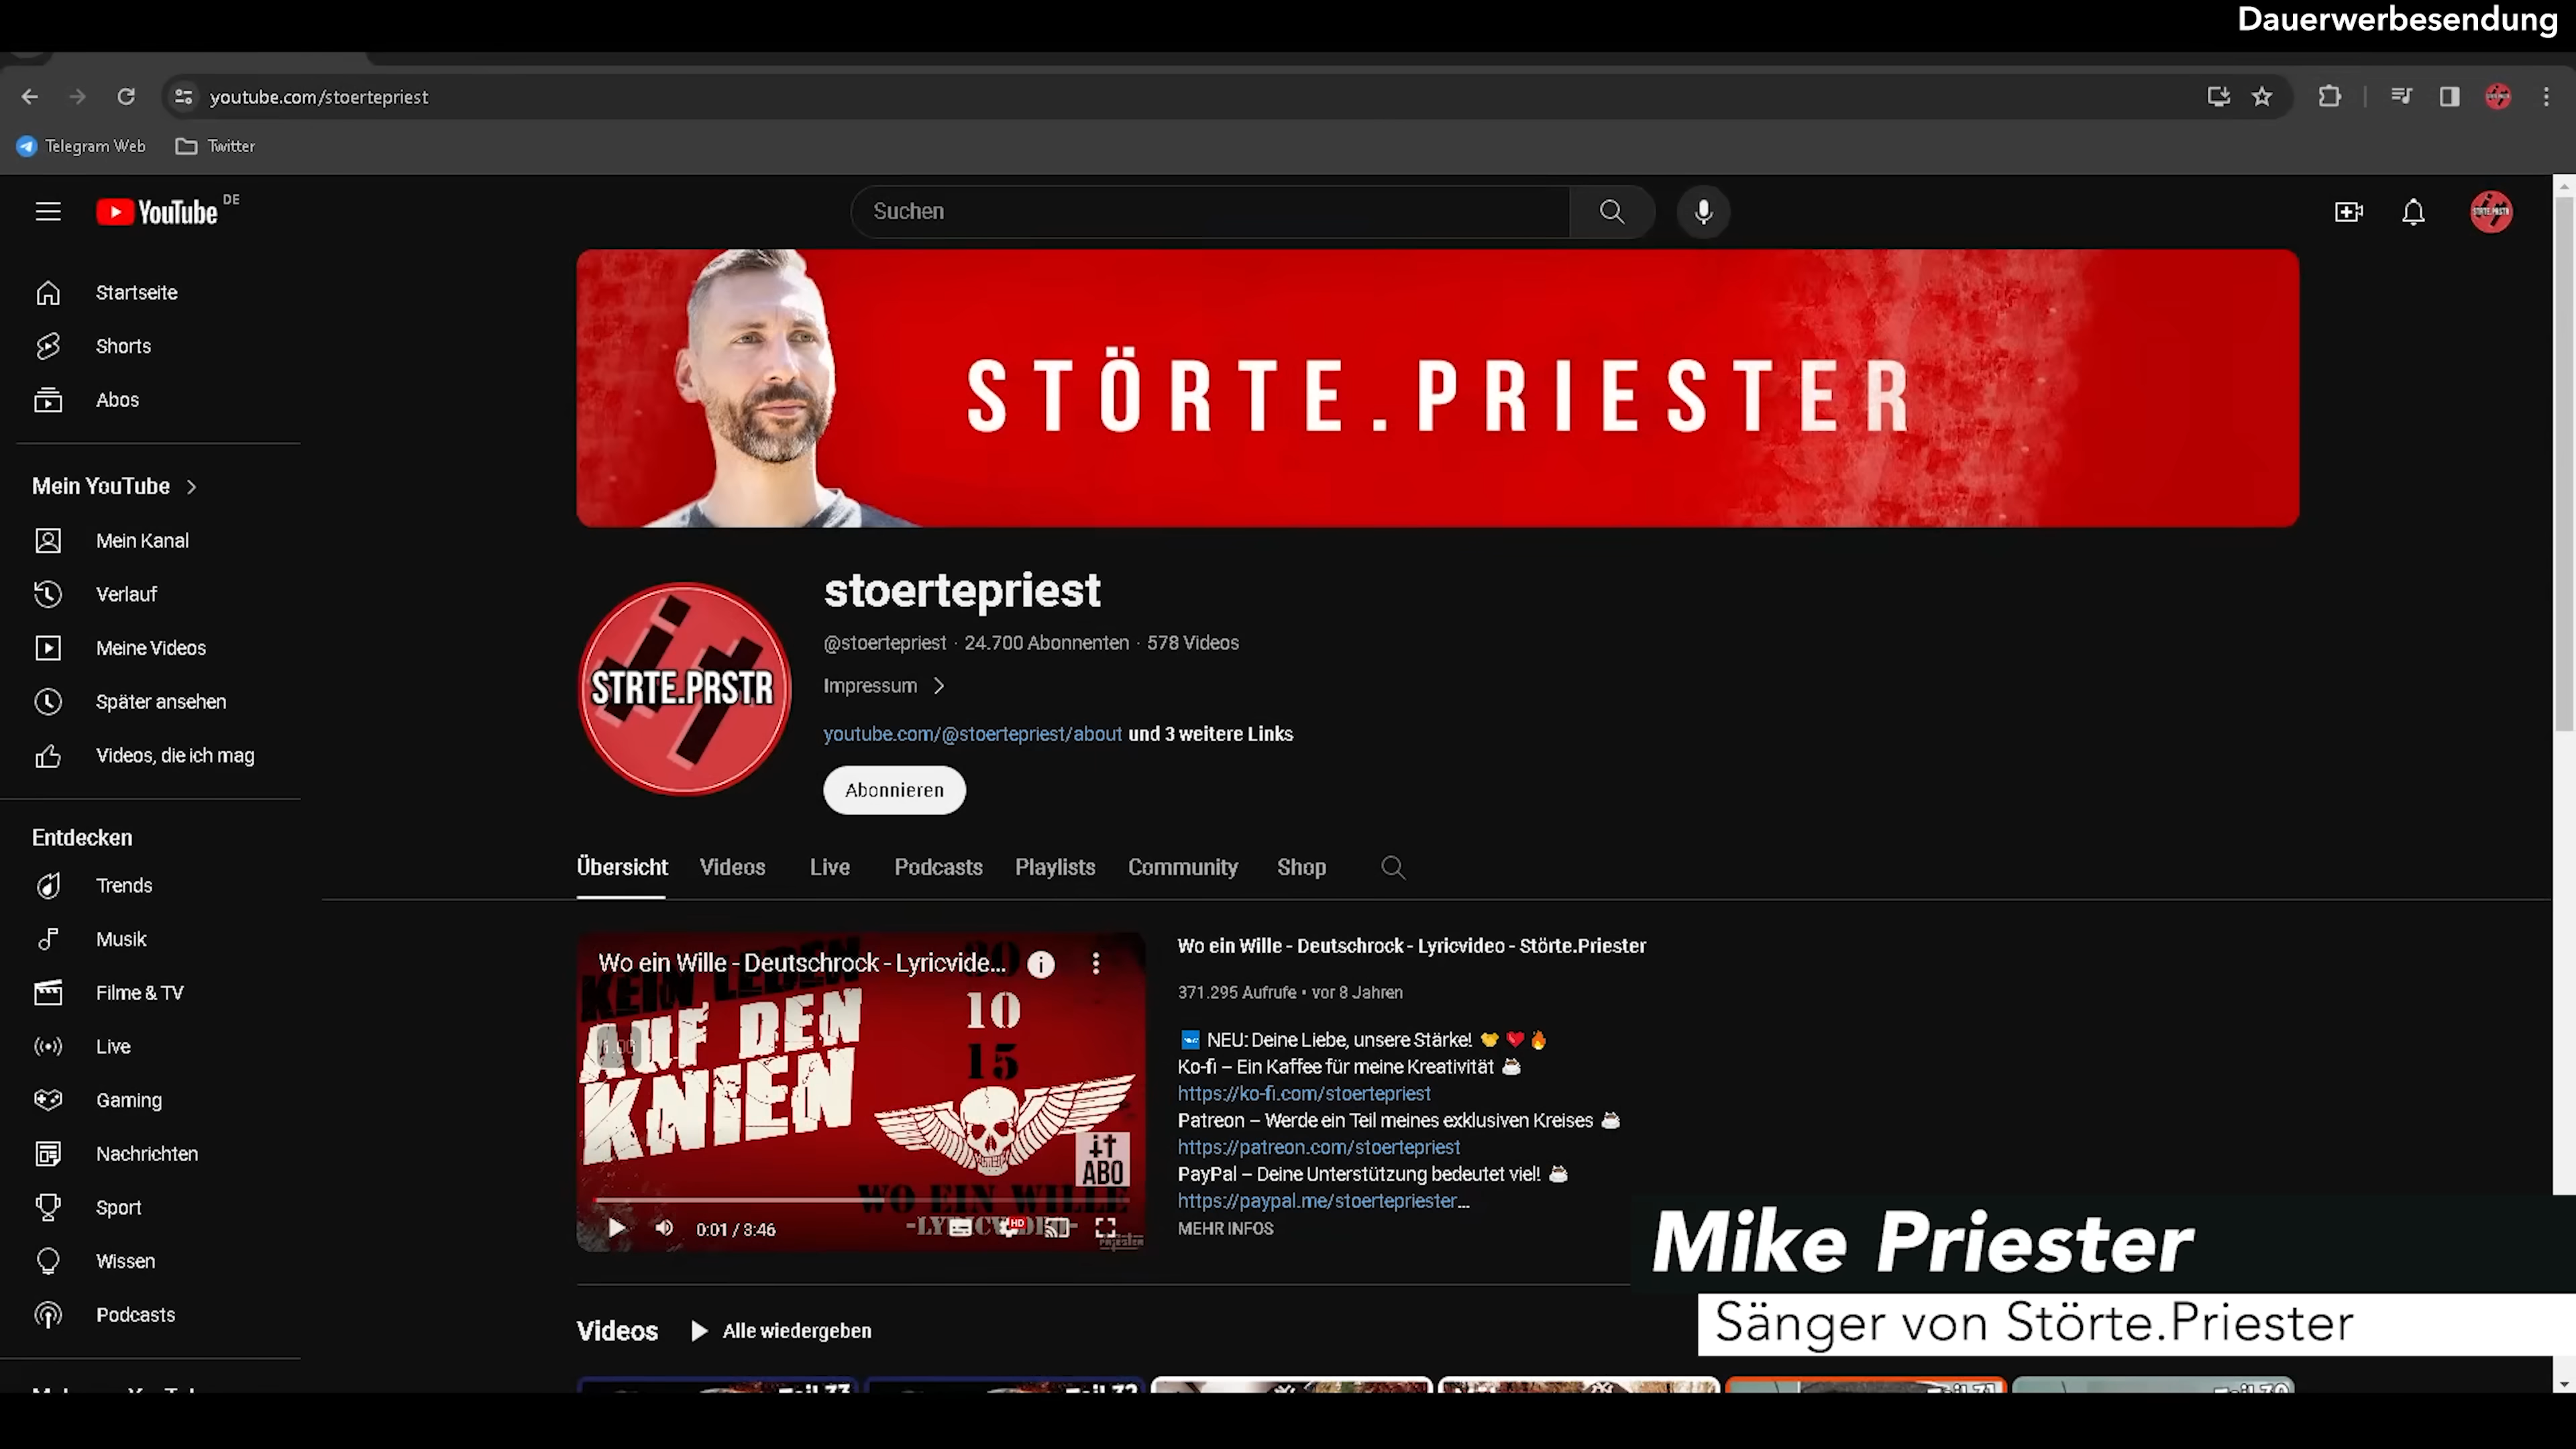 Dauerwerbesendung
youtube.com/stoertepriest
Telegram Web
Twitter
YouTube DE
Suchen
STRTE.PRSTR
Startseite
Shorts
Abos
Mein YouTube
Mein Kanal
Verlauf
Meine Videos
Später ansehen
Videos, die ich mag
Entdecken
Trends
Musik
Filme & TV
Live
Gaming
Nachrichten
Sport
Wissen
Podcasts
STÖRTE.PRIESTER
STRTE.PRSTR
stoertepriest
@stoertepriest · 24.700 Abonnenten · 578 Videos
Impressum
youtube.com/@stoertepriest/about und 3 weitere Links
Abonnieren
Übersicht
Videos
Live
Podcasts
Playlists
Community
Shop
Wo ein Wille - Deutschrock - Lyricvide...
KEIN LEBEN
AUF DEN
KNIEN
10
15
ABO
WO EIN WILLE
-LYRICVIDEO-
PRIESTER
HD
0:01 / 3:46
Wo ein Wille - Deutschrock - Lyricvideo - Störte.Priester
371.295 Aufrufe • vor 8 Jahren
NEU: Deine Liebe, unsere Stärke!
Ko-fi – Ein Kaffee für meine Kreativität
https://ko-fi.com/stoertepriest
Patreon – Werde ein Teil meines exklusiven Kreises
https://patreon.com/stoertepriest
PayPal – Deine Unterstützung bedeutet viel!
https://paypal.me/stoertepriester...
MEHR INFOS
Mike Priester
Sänger von Störte.Priester
Videos
Alle wiedergeben